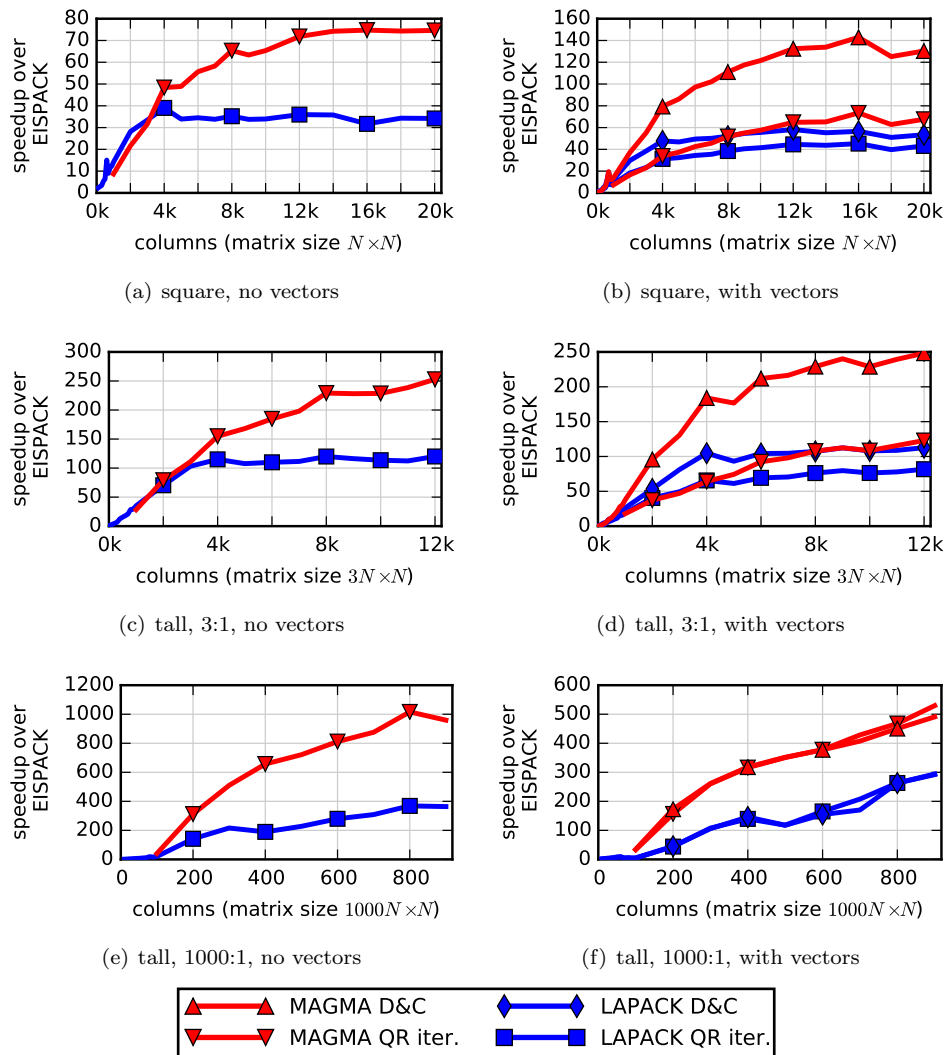 80
70
60
50
40
30
20
10
0
speedup over
EISPACK
0k 4k 8k 12k 16k 20k
columns (matrix size N×N)
(a) square, no vectors
160
140
120
100
80
60
40
20
0
speedup over
EISPACK
0k 4k 8k 12k 16k 20k
columns (matrix size N×N)
(b) square, with vectors
300
250
200
150
100
50
0
speedup over
EISPACK
0k 4k 8k 12k
columns (matrix size 3N×N)
(c) tall, 3:1, no vectors
250
200
150
100
50
0
speedup over
EISPACK
0k 4k 8k 12k
columns (matrix size 3N×N)
(d) tall, 3:1, with vectors
1200
1000
800
600
400
200
0
speedup over
EISPACK
0 200 400 600 800
columns (matrix size 1000N×N)
(e) tall, 1000:1, no vectors
600
500
400
300
200
100
0
speedup over
EISPACK
0 200 400 600 800
columns (matrix size 1000N×N)
(f) tall, 1000:1, with vectors
MAGMA D&C
LAPACK D&C
MAGMA QR iter.
LAPACK QR iter.